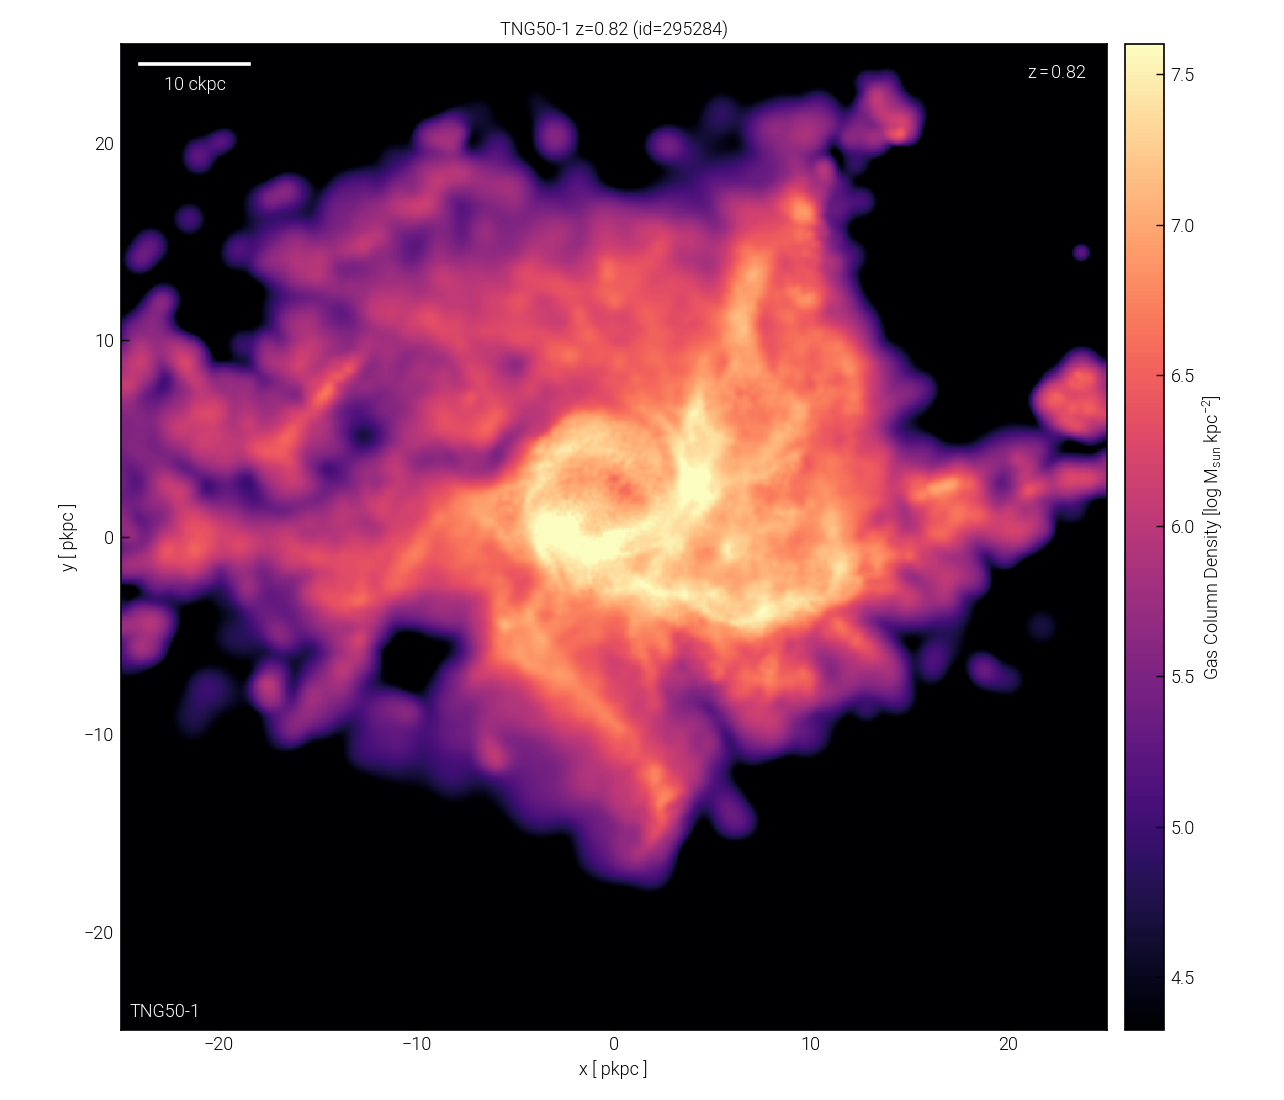 TNG50-1 z=0.82 (id=295284)
10 ckpc
z=0.82
TNG50-1
20
10
0
−10
−20
y [ pkpc ]
−20
−10
0
10
20
x [ pkpc ]
7.5
7.0
6.5
6.0
5.5
5.0
4.5
Gas Column Density [log M_sun kpc^−2]